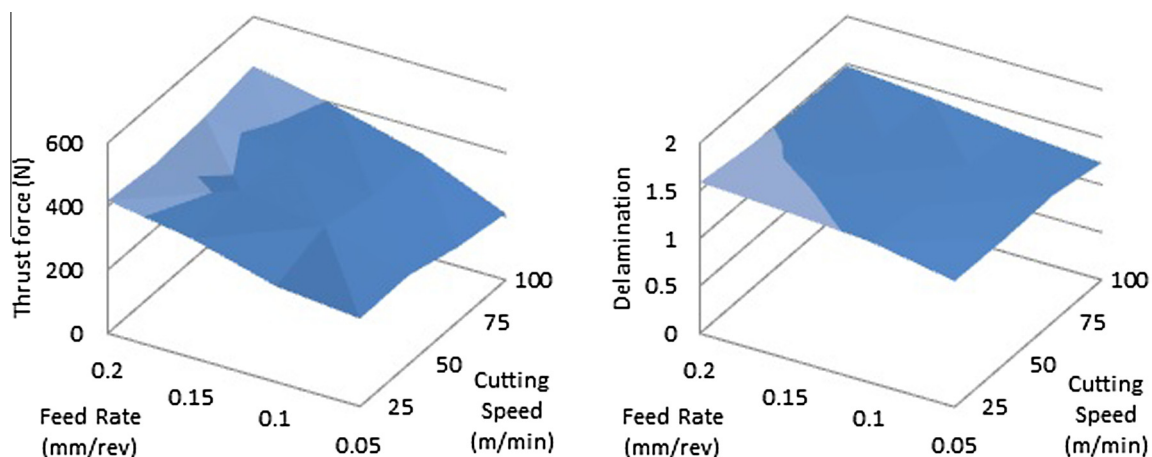 600
400
200
0
Thrust force (N)
0.2
0.15
0.1
0.05
Feed Rate
(mm/rev)
25
50
75
100
Cutting
Speed
(m/min)
2
1.5
1
0.5
0
Delamination
0.2
0.15
0.1
0.05
Feed Rate
(mm/rev)
25
50
75
100
Cutting
Speed
(m/min)